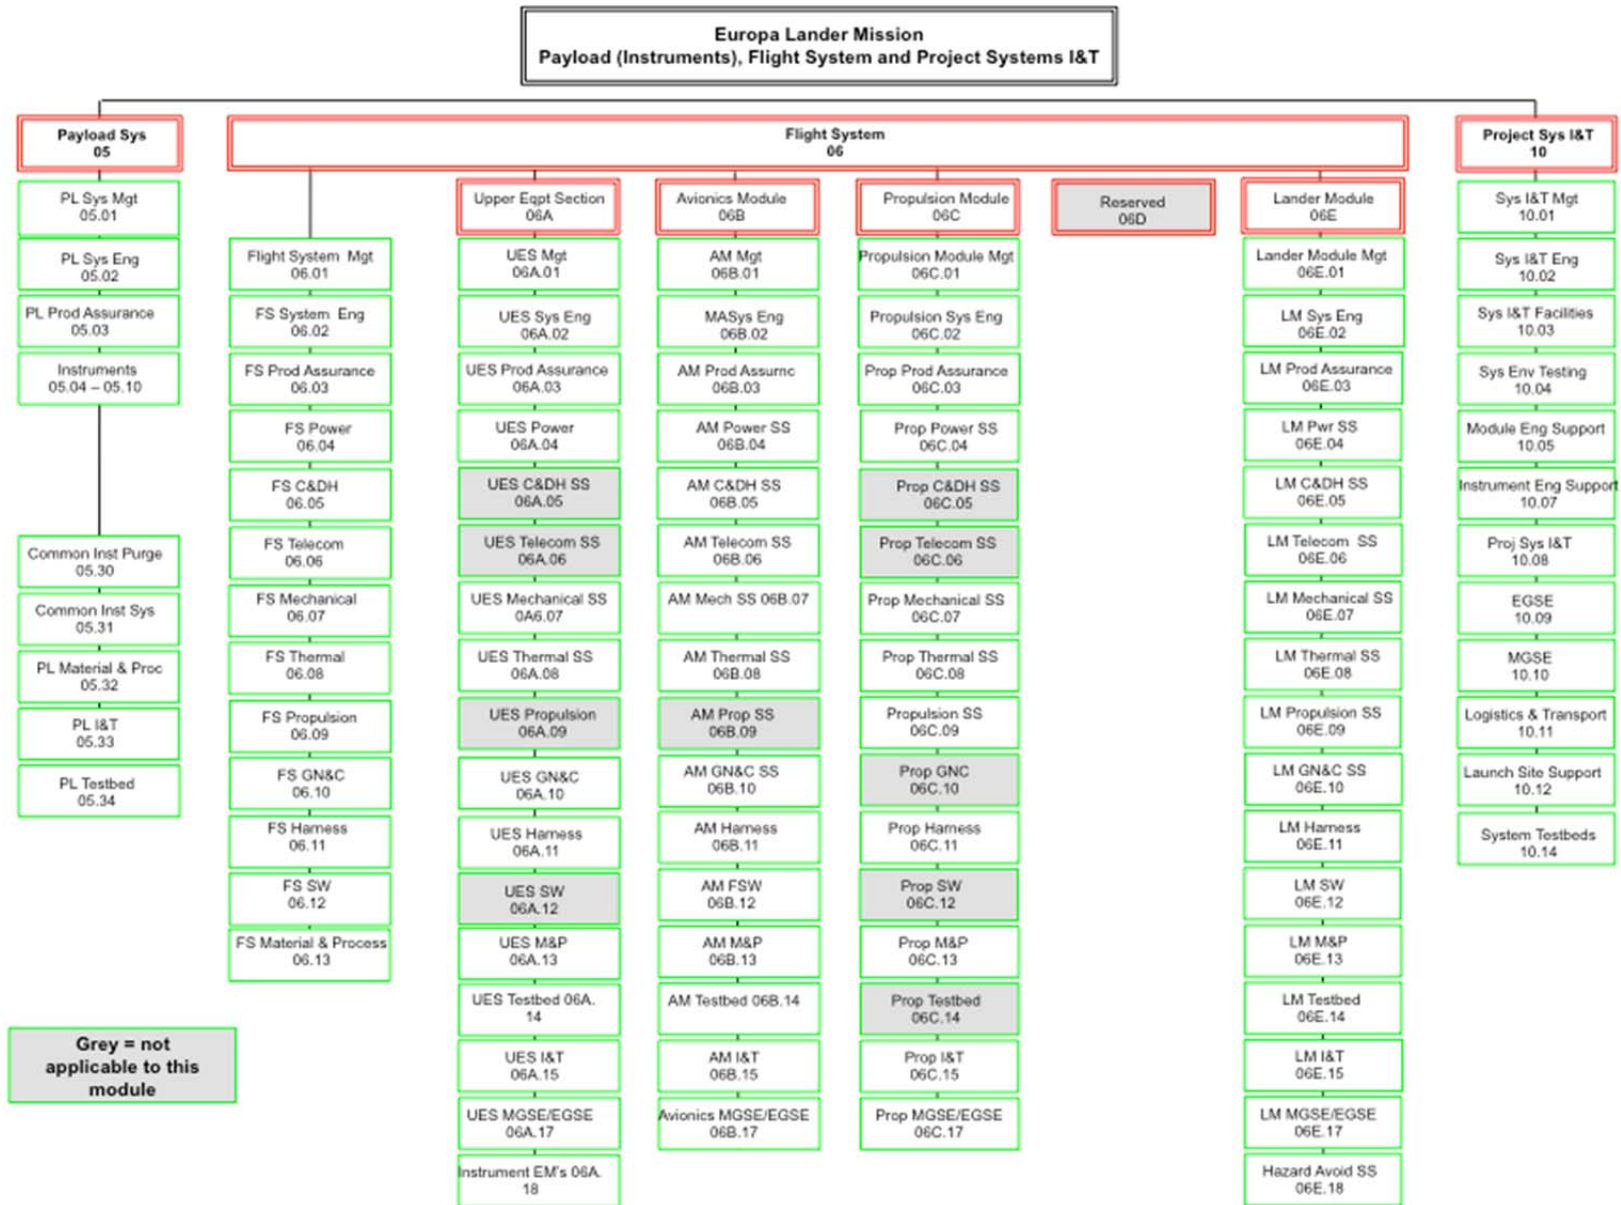 Europa Lander Mission
Payload (Instruments), Flight System and Project Systems I&T
Payload Sys
05
Flight System
06
Project Sys I&T
10
PL Sys Mgt
05.01
PL Sys Eng
05.02
PL Prod Assurance
05.03
Instruments
05.04 – 05.10
Common Inst Purge
05.30
Common Inst Sys
05.31
PL Material & Proc
05.32
PL I&T
05.33
PL Testbed
05.34
Flight System Mgt
06.01
FS System Eng
06.02
FS Prod Assurance
06.03
FS Power
06.04
FS C&DH
06.05
FS Telecom
06.06
FS Mechanical
06.07
FS Thermal
06.08
FS Propulsion
06.09
FS GN&C
06.10
FS Harness
06.11
FS SW
06.12
FS Material & Process
06.13
Upper Eqpt Section
06A
UES Mgt
06A.01
UES Sys Eng
06A.02
UES Prod Assurance
06A.03
UES Power
06A.04
UES C&DH SS
06A.05
UES Telecom SS
06A.06
UES Mechanical SS
0A6.07
UES Thermal SS
06A.08
UES Propulsion
06A.09
UES GN&C
06A.10
UES Harness
06A.11
UES SW
06A.12
UES M&P
06A.13
UES Testbed 06A.
14
UES I&T
06A.15
UES MGSE/EGSE
06A.17
Instrument EM's 06A.
18
Avionics Module
06B
AM Mgt
06B.01
MASys Eng
06B.02
AM Prod Assurnc
06B.03
AM Power SS
06B.04
AM C&DH SS
06B.05
AM Telecom SS
06B.06
AM Mech SS 06B.07
AM Thermal SS
06B.08
AM Prop SS
06B.09
AM GN&C SS
06B.10
AM Harness
06B.11
AM FSW
06B.12
AM M&P
06B.13
AM Testbed 06B.14
AM I&T
06B.15
Avionics MGSE/EGSE
06B.17
Propulsion Module
06C
Propulsion Module Mgt
06C.01
Propulsion Sys Eng
06C.02
Prop Prod Assurance
06C.03
Prop Power SS
06C.04
Prop C&DH SS
06C.05
Prop Telecom SS
06C.06
Prop Mechanical SS
06C.07
Prop Thermal SS
06C.08
Propulsion SS
06C.09
Prop GNC
06C.10
Prop Harness
06C.11
Prop SW
06C.12
Prop M&P
06C.13
Prop Testbed
06C.14
Prop I&T
06C.15
Prop MGSE/EGSE
06C.17
Reserved
06D
Lander Module
06E
Lander Module Mgt
06E.01
LM Sys Eng
06E.02
LM Prod Assurance
06E.03
LM Pwr SS
06E.04
LM C&DH SS
06E.05
LM Telecom SS
06E.06
LM Mechanical SS
06E.07
LM Thermal SS
06E.08
LM Propulsion SS
06E.09
LM GN&C SS
06E.10
LM Harness
06E.11
LM SW
06E.12
LM M&P
06E.13
LM Testbed
06E.14
LM I&T
06E.15
LM MGSE/EGSE
06E.17
Hazard Avoid SS
06E.18
Sys I&T Mgt
10.01
Sys I&T Eng
10.02
Sys I&T Facilities
10.03
Sys Env Testing
10.04
Module Eng Support
10.05
Instrument Eng Support
10.07
Proj Sys I&T
10.08
EGSE
10.09
MGSE
10.10
Logistics & Transport
10.11
Launch Site Support
10.12
System Testbeds
10.14
Grey = not
applicable to this
module